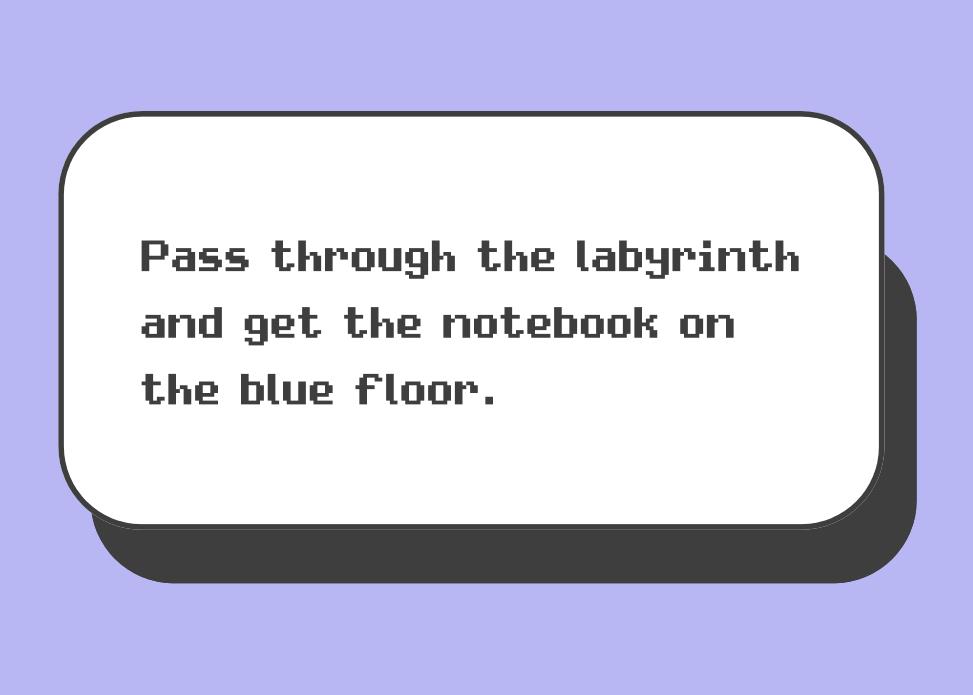 Pass through the labyrinth
and get the notebook on
the blue floor.